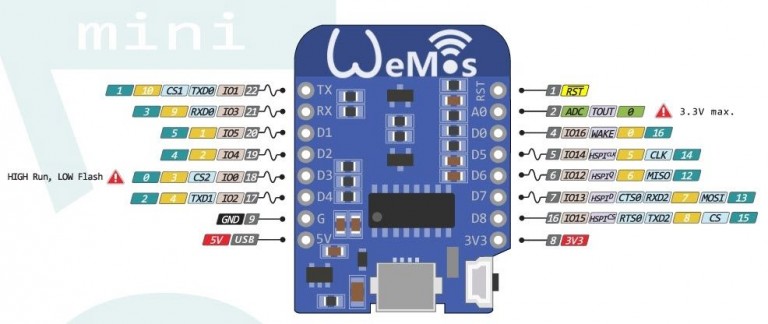 mini
WeMos
1 10 CS1 TXD0 IO1 22 TX
3 9 RXD0 IO3 21 RX
5 1 IO5 20 D1
4 2 IO4 19 D2
HIGH Run, LOW Flash 0 3 CS2 IO0 18 D3
2 4 TXD1 IO2 17 D4
GND 9 G
5V USB 5V
RST 1 RST
A0 2 ADC TOUT 0 3.3V max.
D0 4 IO16 WAKE 0 16
D5 5 IO14 HSPICLK 5 CLK 14
D6 6 IO12 HSPIQ 6 MISO 12
D7 7 IO13 HSPID CTS0 RXD2 7 MOSI 13
D8 16 IO15 HSPICS RTS0 TXD2 8 CS 15
3V3 8 3V3